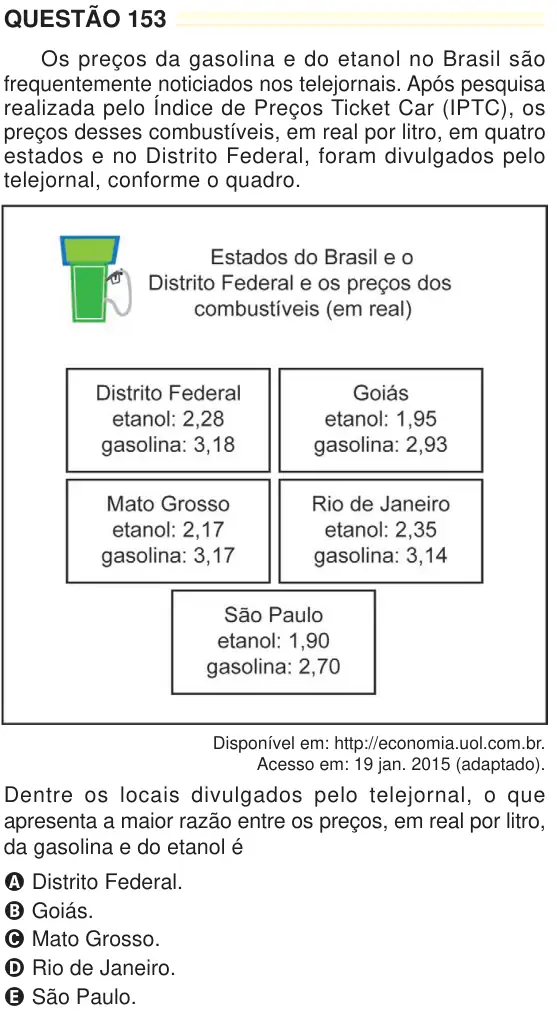 QUESTÃO 153
Os preços da gasolina e do etanol no Brasil são
frequentemente noticiados nos telejornais. Após pesquisa
realizada pelo Índice de Preços Ticket Car (IPTC), os
preços desses combustíveis, em real por litro, em quatro
estados e no Distrito Federal, foram divulgados pelo
telejornal, conforme o quadro.
Estados do Brasil e o
Distrito Federal e os preços dos
combustíveis (em real)
Distrito Federal
etanol: 2,28
gasolina: 3,18
Goiás
etanol: 1,95
gasolina: 2,93
Mato Grosso
etanol: 2,17
gasolina: 3,17
Rio de Janeiro
etanol: 2,35
gasolina: 3,14
São Paulo
etanol: 1,90
gasolina: 2,70
Disponível em: http://economia.uol.com.br.
Acesso em: 19 jan. 2015 (adaptado).
Dentre os locais divulgados pelo telejornal, o que
apresenta a maior razão entre os preços, em real por litro,
da gasolina e do etanol é
A Distrito Federal.
B Goiás.
C Mato Grosso.
D Rio de Janeiro.
E São Paulo.